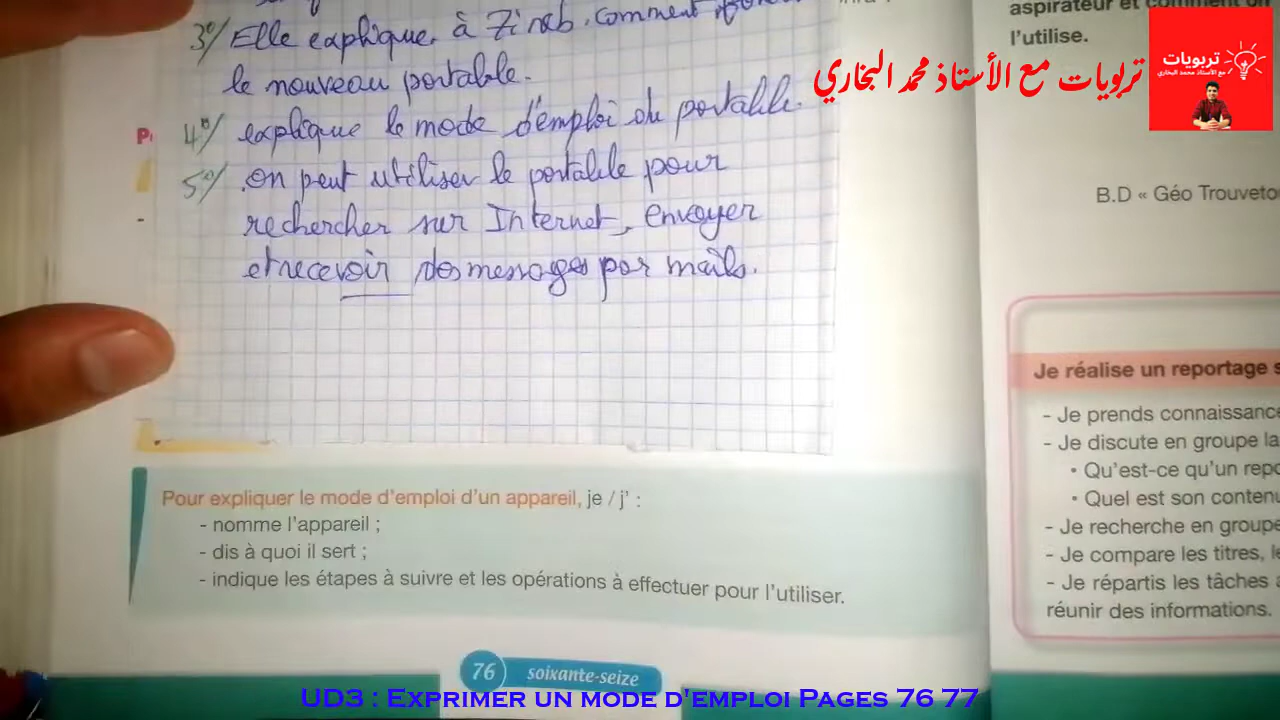 3°/ Elle explique à Zineb comment
le nouveau portable.
4°/ explique le mode d'emploi du portable.
5°/ .On peut utiliser le portable pour
rechercher sur Internet, envoyer
et recevoir des messages par mails.
Pour expliquer le mode d'emploi d'un appareil, je / j' :
- nomme l'appareil ;
- dis à quoi il sert ;
- indique les étapes à suivre et les opérations à effectuer pour l'utiliser.
76 soixante-seize
aspirateur et comment on
l'utilise.
تربويات مع الأستاذ محمد البخاري
تربويات
مع الأستاذ محمد البخاري
B.D « Géo Trouveto
Je réalise un reportage s
- Je prends connaissance
- Je discute en groupe la
• Qu'est-ce qu'un repo
• Quel est son contenu
- Je recherche en groupe
- Je compare les titres, le
- Je répartis les tâches a
réunir des informations.
UD3 : Exprimer un mode d'emploi Pages 76 77